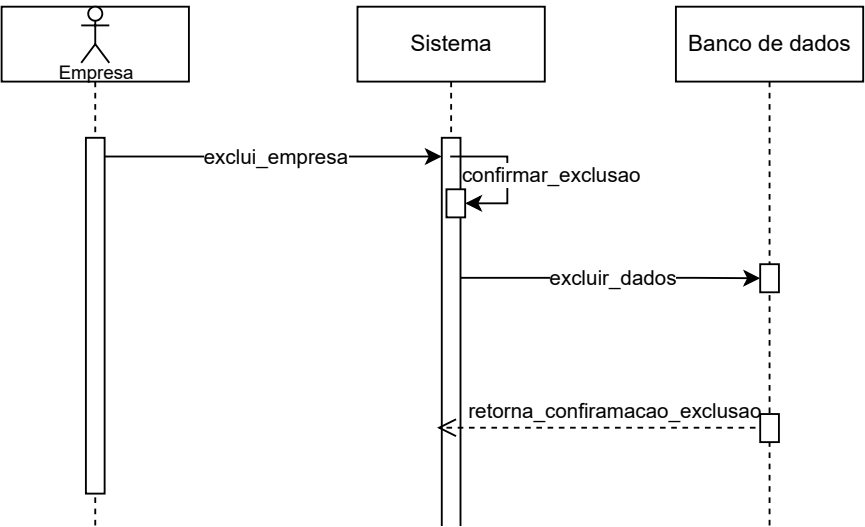 Empresa
Sistema
Banco de dados
exclui_empresa
confirmar_exclusao
excluir_dados
retorna_confiramacao_exclusao